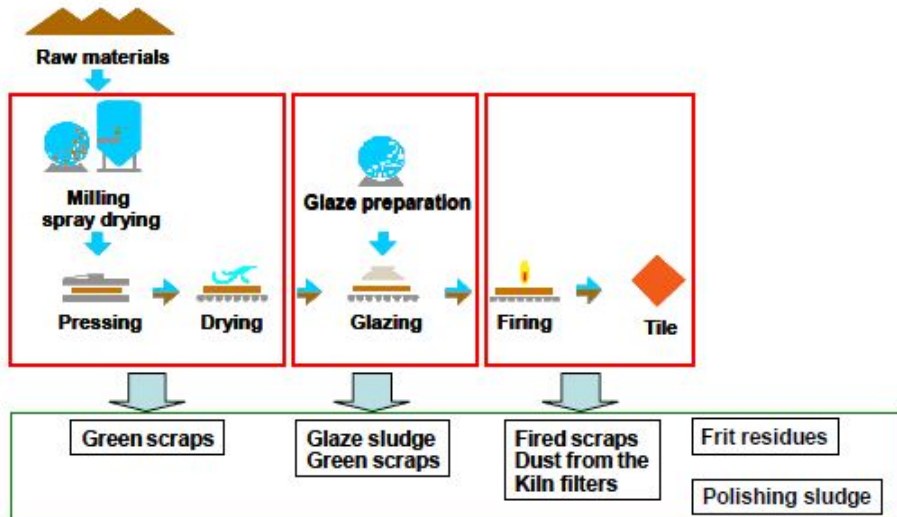 Raw materials
Milling
spray drying
Glaze preparation
Pressing
Drying
Glazing
Firing
Tile
Green scraps
Glaze sludge
Green scraps
Fired scraps
Dust from the
Kiln filters
Frit residues
Polishing sludge